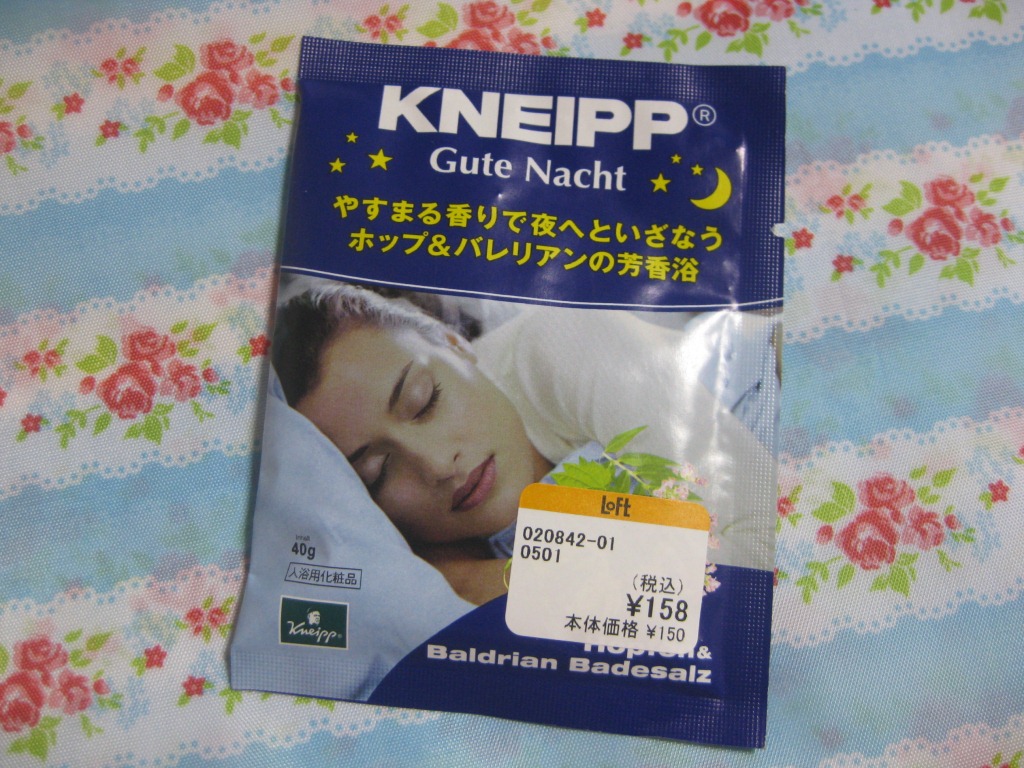 KNEIPP®
Gute Nacht
やすまる香りで夜へといざなう
ホップ&バレリアンの芳香浴
Inhalt
40g
入浴用化粧品
Kneipp®
Loft
020842-01
0501
(税込)
¥158
本体価格 ¥150
Hopfen &
Baldrian Badesalz